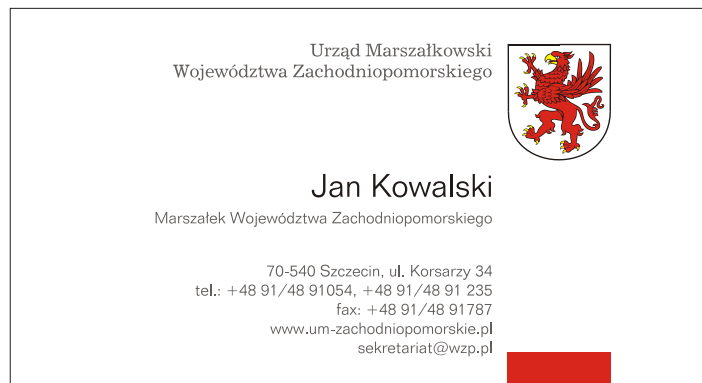 Urząd Marszałkowski
Województwa Zachodniopomorskiego
Jan Kowalski
Marszałek Województwa Zachodniopomorskiego
70-540 Szczecin, ul. Korsarzy 34
tel.: +48 91/48 91054, +48 91/48 91 235
fax: +48 91/48 91787
www.um-zachodniopomorskie.pl
sekretariat@wzp.pl